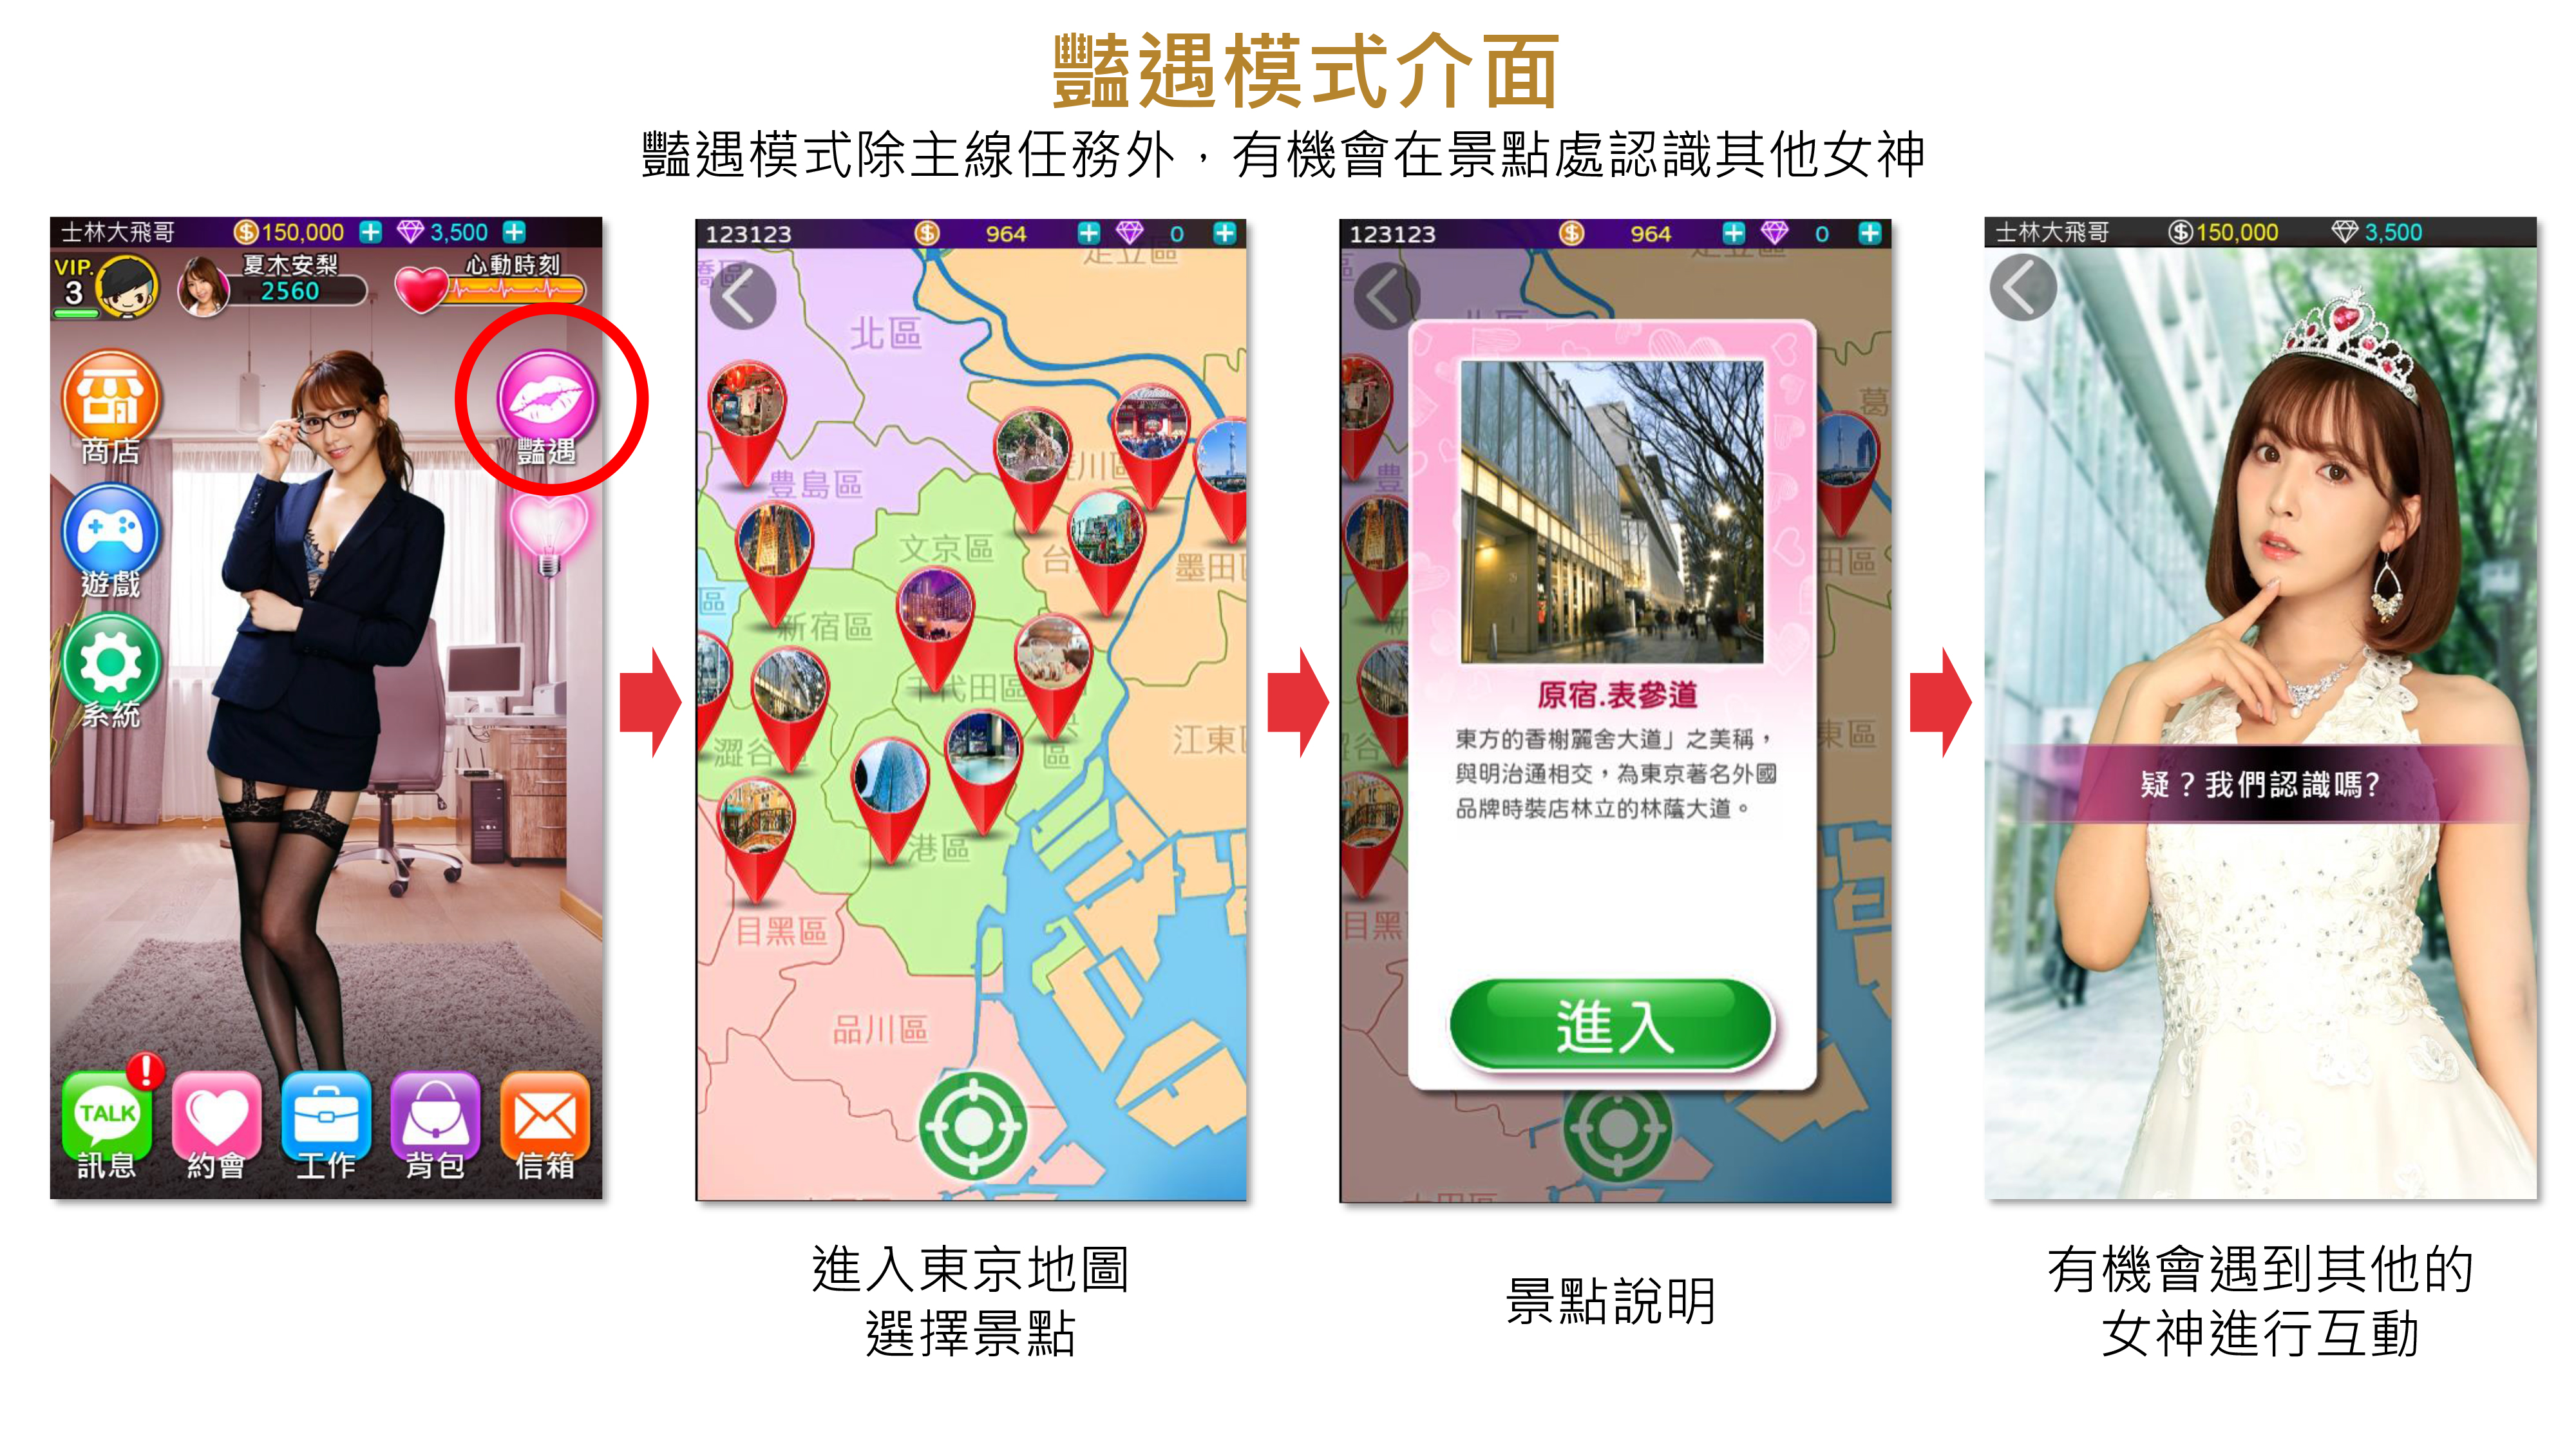 豔遇模式介面
豔遇模式除主線任務外，有機會在景點處認識其他女神
士林大飛哥 150,000 3,500
VIP. 夏木安梨 心動時刻
3 2560
商店
豔遇
遊戲
系統
TALK
訊息 約會 工作 背包 信箱
123123 964 0
足立區
北區
豊島區
川區
文京區
台
墨田
區
新宿區
千代田區
澀谷
區
江東
港區
目黑區
品川區
進入東京地圖
選擇景點
123123 964 0
葛
豊
田區
新
原宿.表參道
東方的香榭麗舍大道」之美稱，
與明治通相交，為東京著名外國
品牌時裝店林立的林蔭大道。
谷
東區
目黑
進入
景點說明
士林大飛哥 150,000 3,500
疑？我們認識嗎?
有機會遇到其他的
女神進行互動